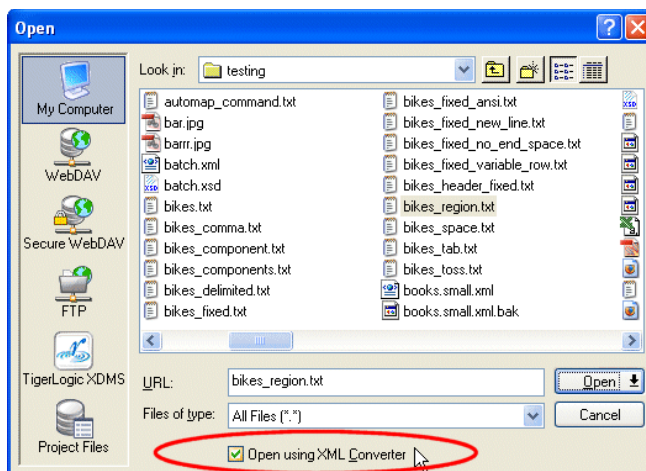 Open
Look in: testing
My Computer
WebDAV
Secure WebDAV
FTP
TigerLogic XDMS
Project Files
automap_command.txt
bar.jpg
barrr.jpg
batch.xml
batch.xsd
bikes.txt
bikes_comma.txt
bikes_component.txt
bikes_components.txt
bikes_delimited.txt
bikes_fixed.txt
bikes_fixed_ansi.txt
bikes_fixed_new_line.txt
bikes_fixed_no_end_space.txt
bikes_fixed_variable_row.txt
bikes_header_fixed.txt
bikes_region.txt
bikes_space.txt
bikes_tab.txt
bikes_toss.txt
books.small.xml
books.small.xml.bak
URL: bikes_region.txt
Open
Files of type: All Files (*.*)
Cancel
Open using XML Converter